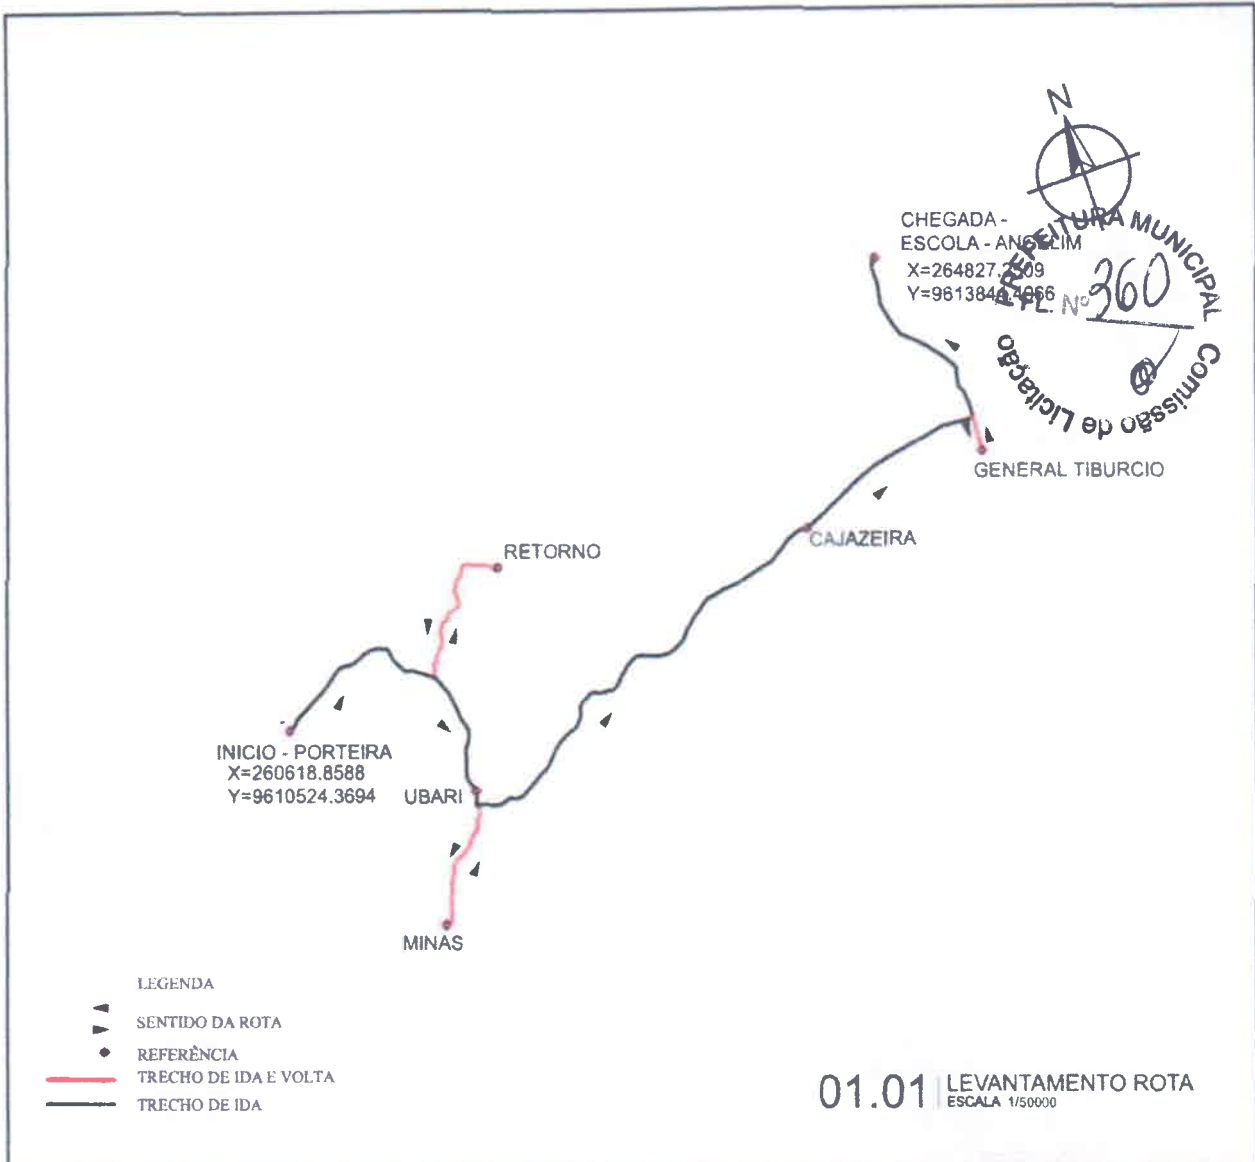 N
CHEGADA -
ESCOLA - ANGELIM
X=264827.2509
PREFEITURA MUNICIPAL
FL. Nº 360
Comissão de Licitação
GENERAL TIBURCIO
CAJAZEIRA
RETORNO
INICIO - PORTEIRA
X=260618.8588
Y=9610524.3694
UBARI
MINAS
LEGENDA
SENTIDO DA ROTA
REFERÊNCIA
TRECHO DE IDA E VOLTA
TRECHO DE IDA
01.01 LEVANTAMENTO ROTA
ESCALA 1/50000